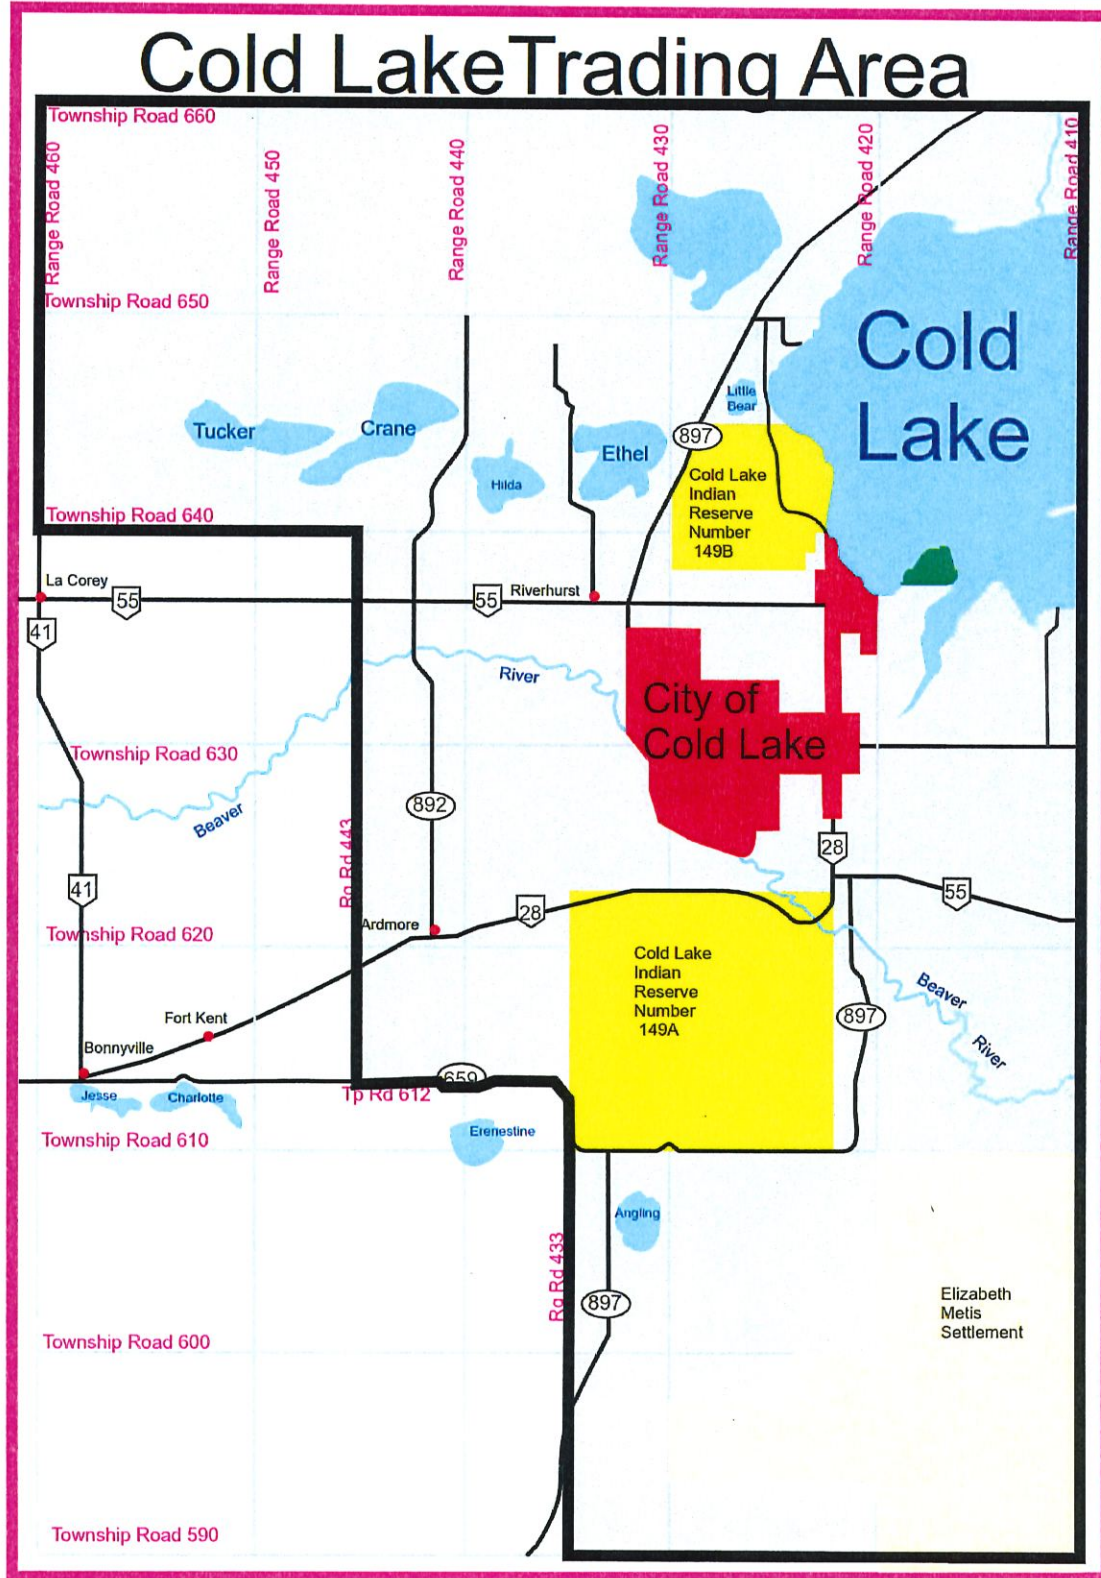 Cold Lake Trading Area
Township Road 660
Range Road 460
Range Road 450
Range Road 440
Range Road 430
Range Road 420
Range Road 410
Township Road 650
Cold
Lake
Little
Bear
Tucker
Crane
Hilda
Ethel
897
Cold Lake
Indian
Reserve
Number
149B
Township Road 640
La Corey
55
55
Riverhurst
41
River
City of
Cold Lake
Township Road 630
Beaver
892
Rg Rd 443
28
41
55
28
Ardmore
Township Road 620
Cold Lake
Indian
Reserve
Number
149A
Beaver
River
897
Fort Kent
Bonnyville
659
Jesse
Charlotte
Tp Rd 612
Township Road 610
Erenestine
Angling
Rg Rd 433
897
Elizabeth
Metis
Settlement
Township Road 600
Township Road 590